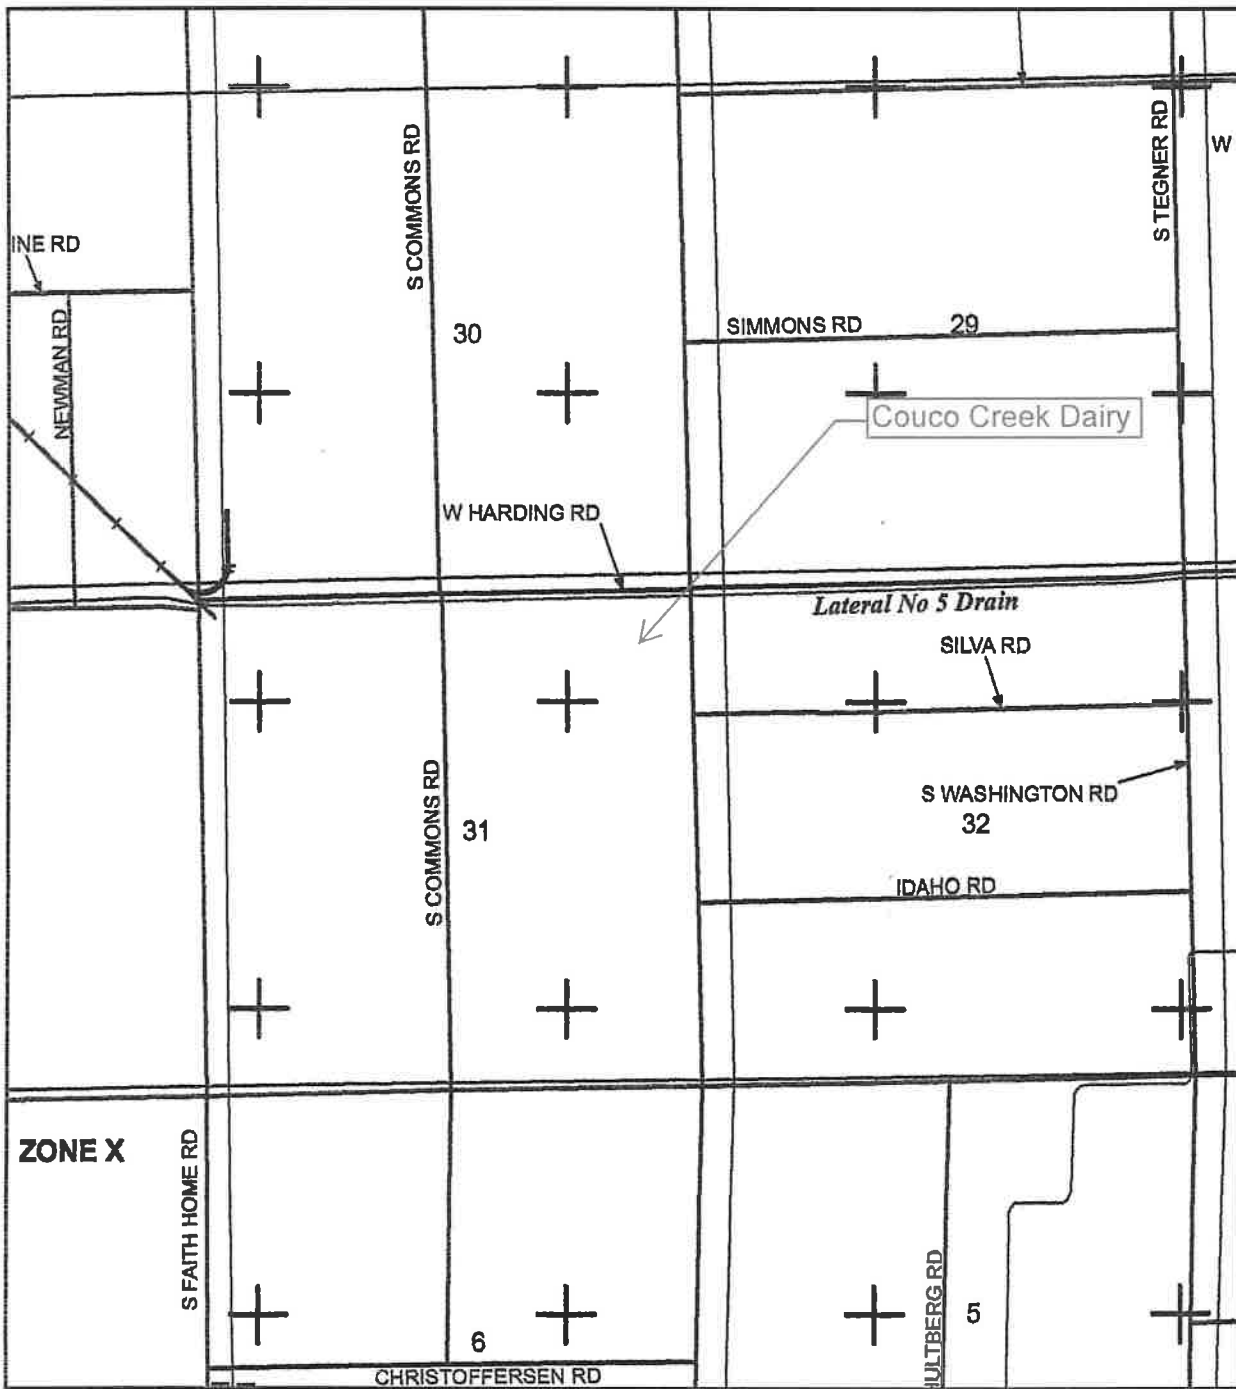 S COMMONS RD
S TEGNER RD
W
INE RD
NEWMAN RD
30
SIMMONS RD
29
Couco Creek Dairy
W HARDING RD
Lateral No 5 Drain
SILVA RD
S COMMONS RD
31
S WASHINGTON RD
32
IDAHO RD
ZONE X
S FAITH HOME RD
HULTBERG RD
5
6
CHRISTOFFERSEN RD